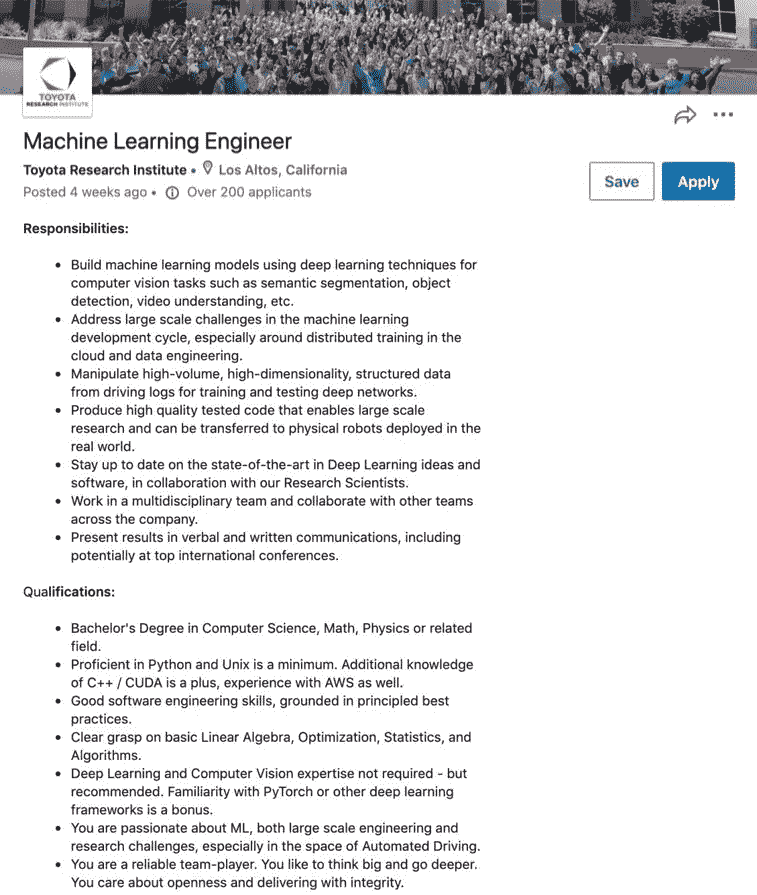 TOYOTA
RESEARCH INSTITUTE
Machine Learning Engineer
Toyota Research Institute • Los Altos, California
Posted 4 weeks ago • Over 200 applicants
Save
Apply
Responsibilities:
• Build machine learning models using deep learning techniques for
computer vision tasks such as semantic segmentation, object
detection, video understanding, etc.
• Address large scale challenges in the machine learning
development cycle, especially around distributed training in the
cloud and data engineering.
• Manipulate high-volume, high-dimensionality, structured data
from driving logs for training and testing deep networks.
• Produce high quality tested code that enables large scale
research and can be transferred to physical robots deployed in the
real world.
• Stay up to date on the state-of-the-art in Deep Learning ideas and
software, in collaboration with our Research Scientists.
• Work in a multidisciplinary team and collaborate with other teams
across the company.
• Present results in verbal and written communications, including
potentially at top international conferences.
Qualifications:
• Bachelor's Degree in Computer Science, Math, Physics or related
field.
• Proficient in Python and Unix is a minimum. Additional knowledge
of C++ / CUDA is a plus, experience with AWS as well.
• Good software engineering skills, grounded in principled best
practices.
• Clear grasp on basic Linear Algebra, Optimization, Statistics, and
Algorithms.
• Deep Learning and Computer Vision expertise not required - but
recommended. Familiarity with PyTorch or other deep learning
frameworks is a bonus.
• You are passionate about ML, both large scale engineering and
research challenges, especially in the space of Automated Driving.
• You are a reliable team-player. You like to think big and go deeper.
You care about openness and delivering with integrity.